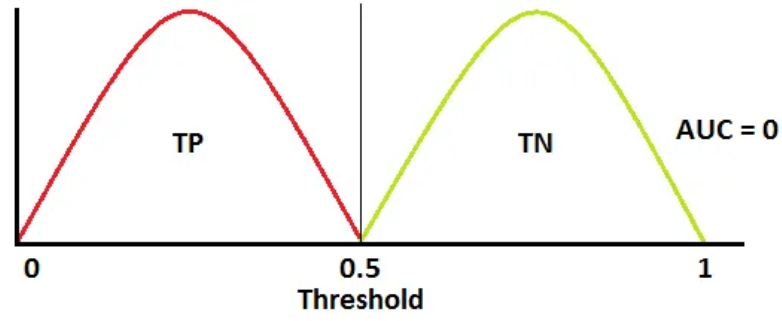 TP
TN
AUC = 0
0
0.5
1
Threshold